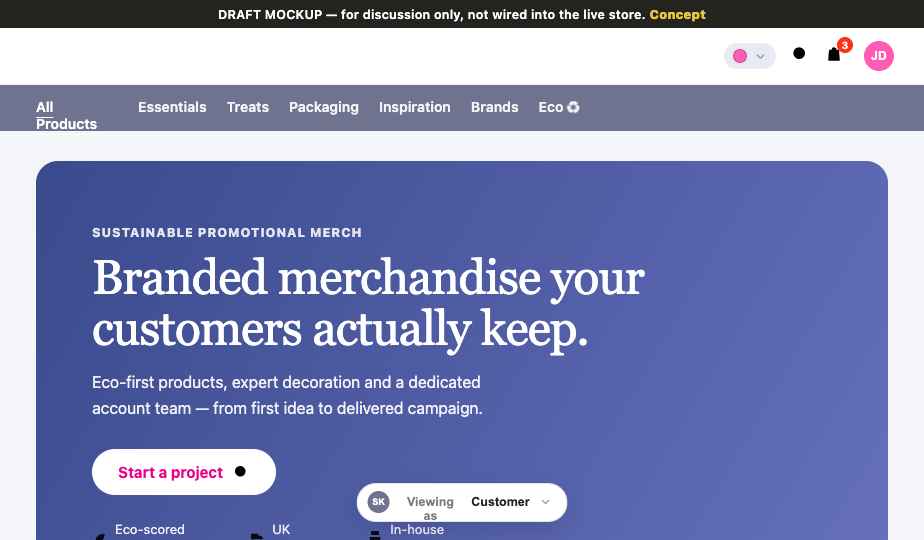 DRAFT MOCKUP — for discussion only, not wired into the live store. Concept
3
JD
All Products
Essentials
Treats
Packaging
Inspiration
Brands
Eco ♻
SUSTAINABLE PROMOTIONAL MERCH
Branded merchandise your
customers actually keep.
Eco-first products, expert decoration and a dedicated
account team — from first idea to delivered campaign.
Start a project
SK
Viewing as
Customer
Eco-scored
UK
In-house